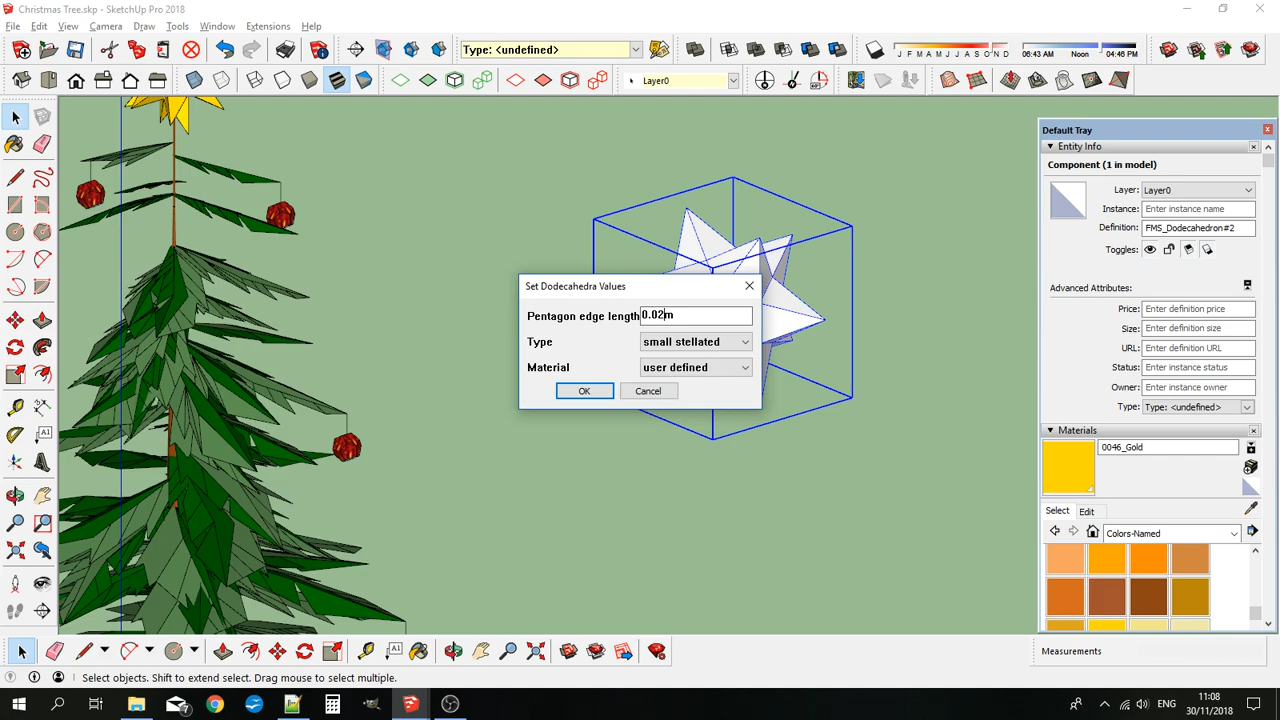 Christmas Tree.skp - SketchUp Pro 2018
File Edit View Camera Draw Tools Window Extensions Help
Type: <undefined>
J F M A M J J A S O N D
06:43 AM Noon 04:46 PM
Layer0
Default Tray
Entity Info
Component (1 in model)
Layer: Layer0
Instance: Enter instance name
Definition: FMS_Dodecahedron#2
Toggles:
Advanced Attributes:
Price: Enter definition price
Size: Enter definition size
URL: Enter definition URL
Status: Enter instance status
Owner: Enter instance owner
Type: Type: <undefined>
Materials
0046_Gold
Select Edit
Colors-Named
Set Dodecahedra Values
Pentagon edge length 0.02m
Type small stellated
Material user defined
OK Cancel
A1
A1
Measurements
Select objects. Shift to extend select. Drag mouse to select multiple.
7
ENG
11:08
30/11/2018